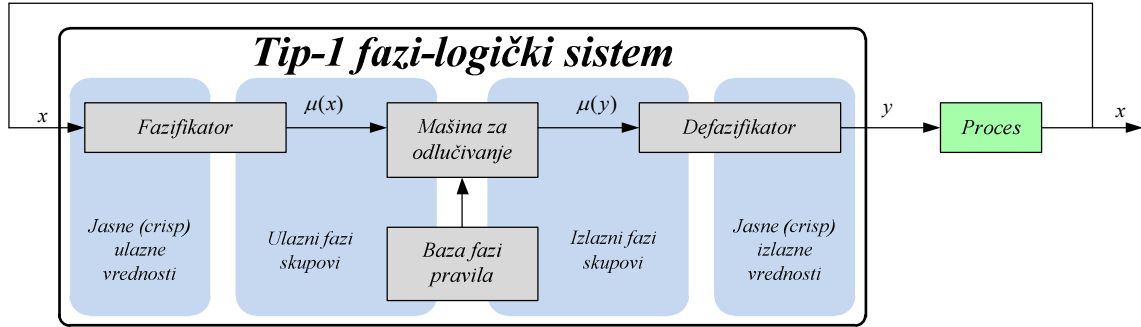 Tip-1 fazi-logički sistem
x
Fazifikator
μ(x)
Mašina za
odlučivanje
μ(y)
Defazifikator
y
Proces
x
Jasne (crisp)
ulazne
vrednosti
Ulazni fazi
skupovi
Baza fazi
pravila
Izlazni fazi
skupovi
Jasne (crisp)
izlazne
vrednosti